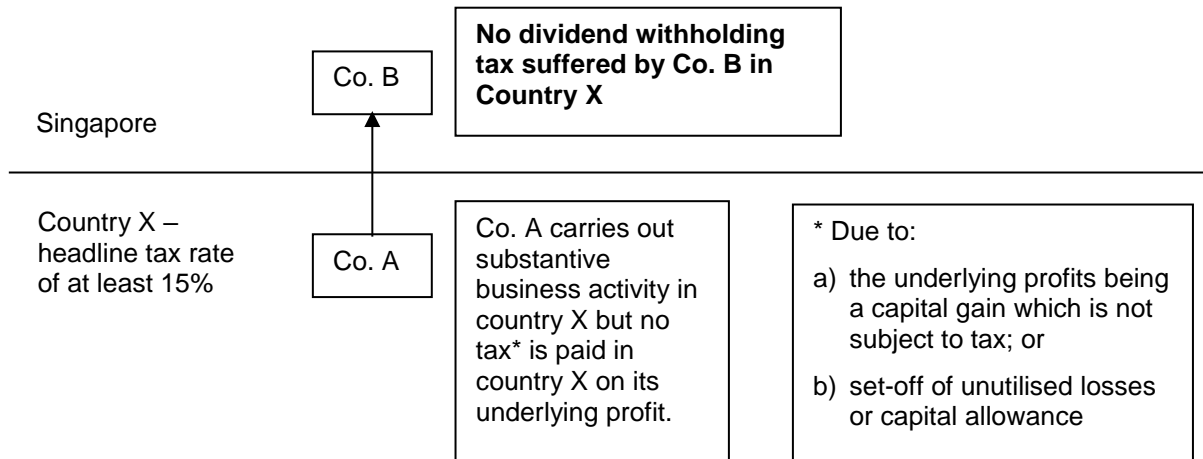 No dividend withholding
tax suffered by Co. B in
Country X
Co. B
Singapore
Country X –
headline tax rate
of at least 15%
Co. A
Co. A carries out
substantive
business activity in
country X but no
tax* is paid in
country X on its
underlying profit.
* Due to:
a) the underlying profits being
a capital gain which is not
subject to tax; or
b) set-off of unutilised losses
or capital allowance